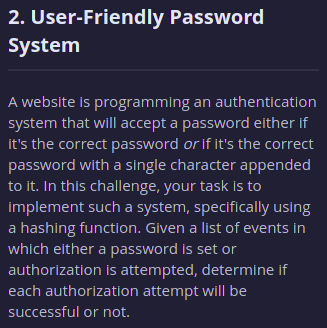 2. User-Friendly Password
System
A website is programming an authentication
system that will accept a password either if
it's the correct password or if it's the correct
password with a single character appended
to it. In this challenge, your task is to
implement such a system, specifically using
a hashing function. Given a list of events in
which either a password is set or
authorization is attempted, determine if
each authorization attempt will be
successful or not.